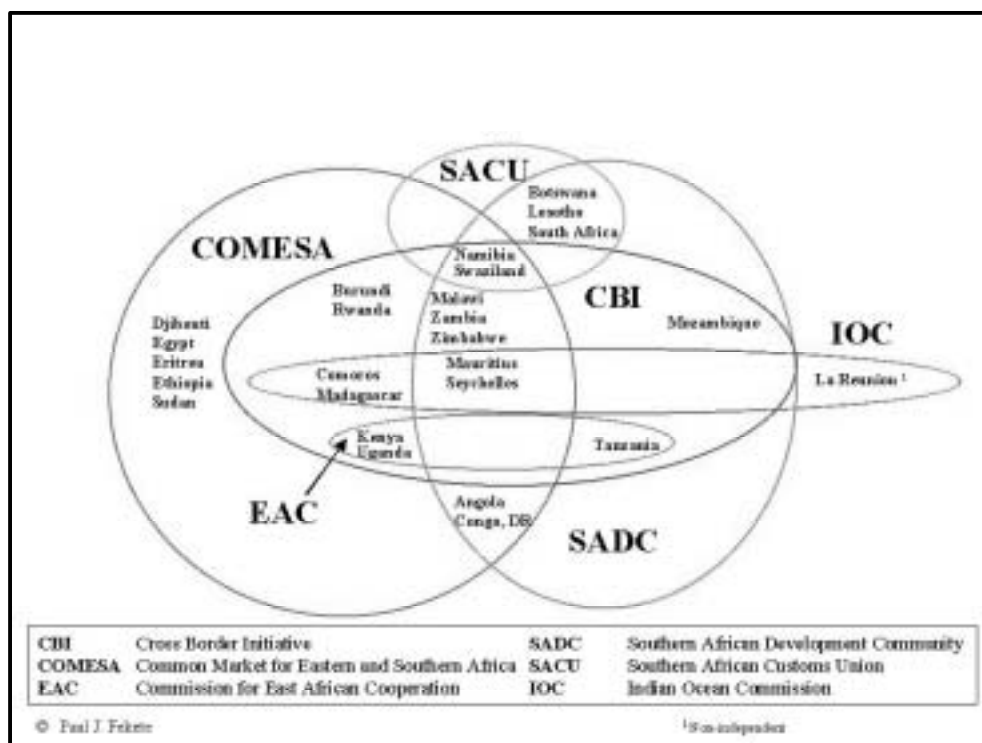 SACU
Botswana
Lesotho
South Africa
COMESA
Namibia
Swaziland
Burundi
Rwanda
Malawi
Zambia
Zimbabwe
CBI
Mozambique
Djibouti
Egypt
Eritrea
Ethiopia
Sudan
IOC
Comoros
Madagascar
Mauritius
Seychelles
La Reunion 1
Kenya
Uganda
Tanzania
EAC
Angola
Congo, DR
SADC
CBI Cross Border Initiative SADC Southern African Development Community
COMESA Common Market for Eastern and Southern Africa SACU Southern African Customs Union
EAC Commission for East African Cooperation IOC Indian Ocean Commission
© Paul J. Fekete 1 Non-independent